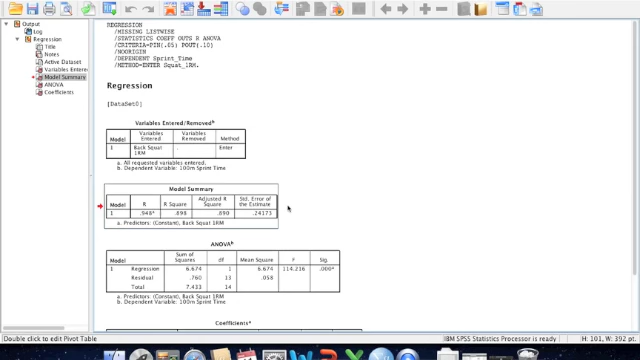 Output
Log
Regression
Title
Notes
Active Dataset
Variables Entere
Model Summary
ANOVA
Coefficients
REGRESSION
/MISSING LISTWISE
/STATISTICS COEFF OUTS R ANOVA
/CRITERIA=PIN(.05) POUT(.10)
/NOORIGIN
/DEPENDENT Sprint_Time
/METHOD=ENTER Squat_1RM.
Regression
[DataSet0]
Variables Entered/Removedb
Model Variables Entered Variables Removed Method
1 Back Squat 1RM . Enter
a. All requested variables entered.
b. Dependent Variable: 100m Sprint Time
Model Summary
Model R R Square Adjusted R Square Std. Error of the Estimate
1 .948a .898 .890 .24173
a. Predictors: (Constant), Back Squat 1RM
ANOVAb
Model Sum of Squares df Mean Square F Sig.
1 Regression 6.674 1 6.674 114.216 .000a
Residual .760 13 .058
Total 7.433 14
a. Predictors: (Constant), Back Squat 1RM
b. Dependent Variable: 100m Sprint Time
Coefficientsa
Double click to edit Pivot Table
IBM SPSS Statistics Processor is ready
H: 101, W: 392 pt.